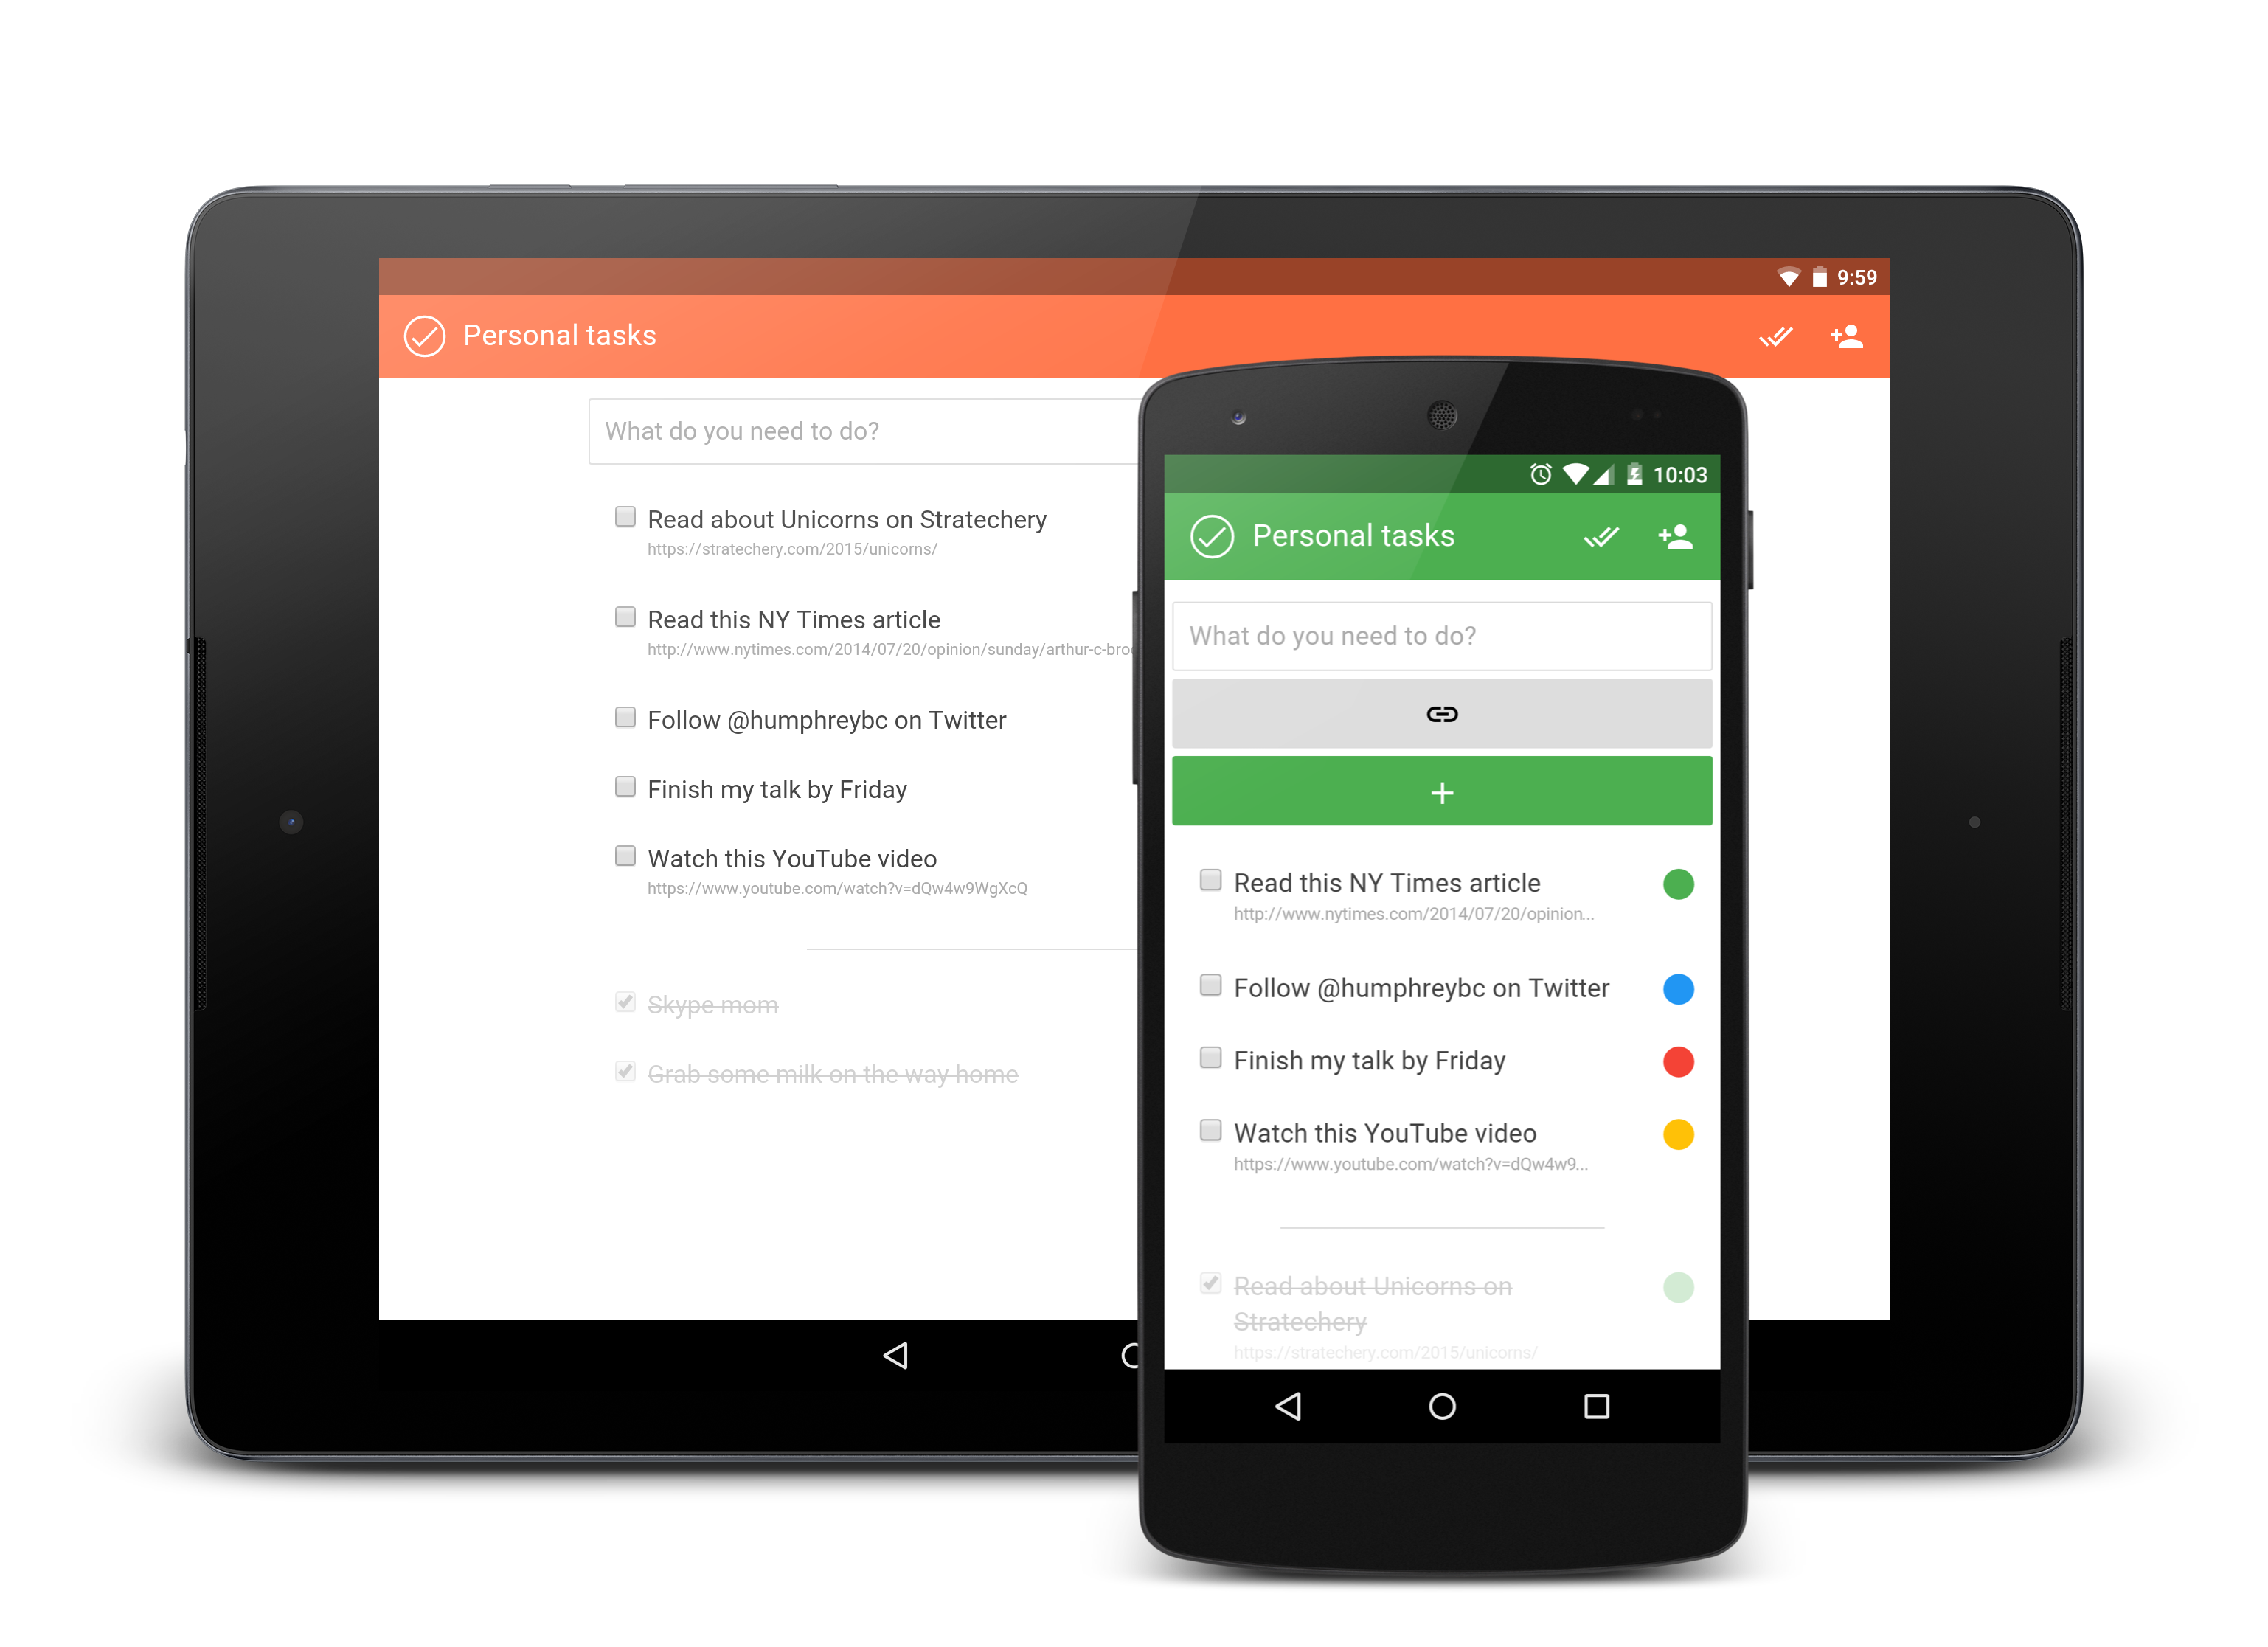 9:59
Personal tasks
What do you need to do?
Read about Unicorns on Stratechery
https://stratechery.com/2015/unicorns/
Read this NY Times article
http://www.nytimes.com/2014/07/20/opinion/sunday/arthur-c-bro
Follow @humphreybc on Twitter
Finish my talk by Friday
Watch this YouTube video
https://www.youtube.com/watch?v=dQw4w9WgXcQ
Skype mom
Grab some milk on the way home
10:03
Personal tasks
What do you need to do?
Read this NY Times article
http://www.nytimes.com/2014/07/20/opinion...
Follow @humphreybc on Twitter
Finish my talk by Friday
Watch this YouTube video
https://www.youtube.com/watch?v=dQw4w9...
Read about Unicorns on
Stratechery
https://stratechery.com/2015/unicorns/